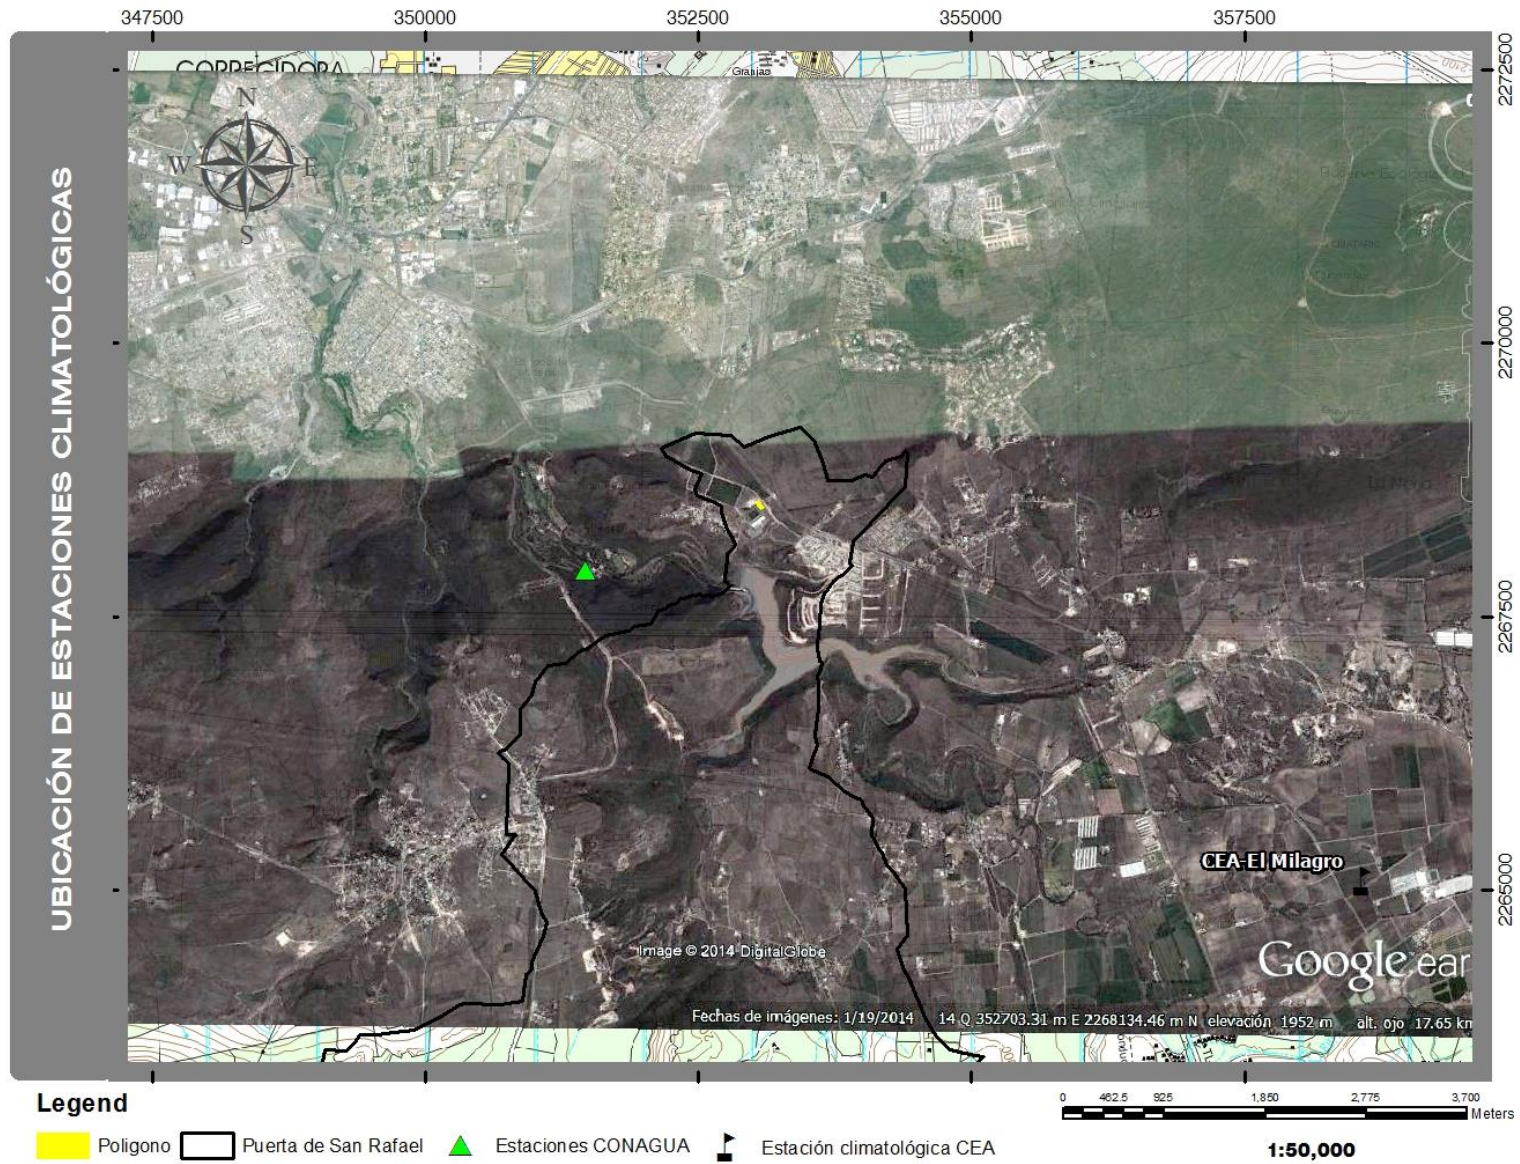 347500 350000 352500 355000 357500
2272500
2270000
2267500
2265000
UBICACIÓN DE ESTACIONES CLIMATOLÓGICAS
CORREGIDORA
Granjas
2100
N
W E
S
CEA-El Milagro
Image © 2014 DigitalGlobe
Google ear
Fechas de imágenes: 1/19/2014 14 Q 352703.31 m E 2268134.46 m N elevación 1952 m alt. ojo 17.65 km
Legend
Poligono
Puerta de San Rafael
Estaciones CONAGUA
Estación climatológica CEA
0 462.5 925 1,850 2,775 3,700
Meters
1:50,000